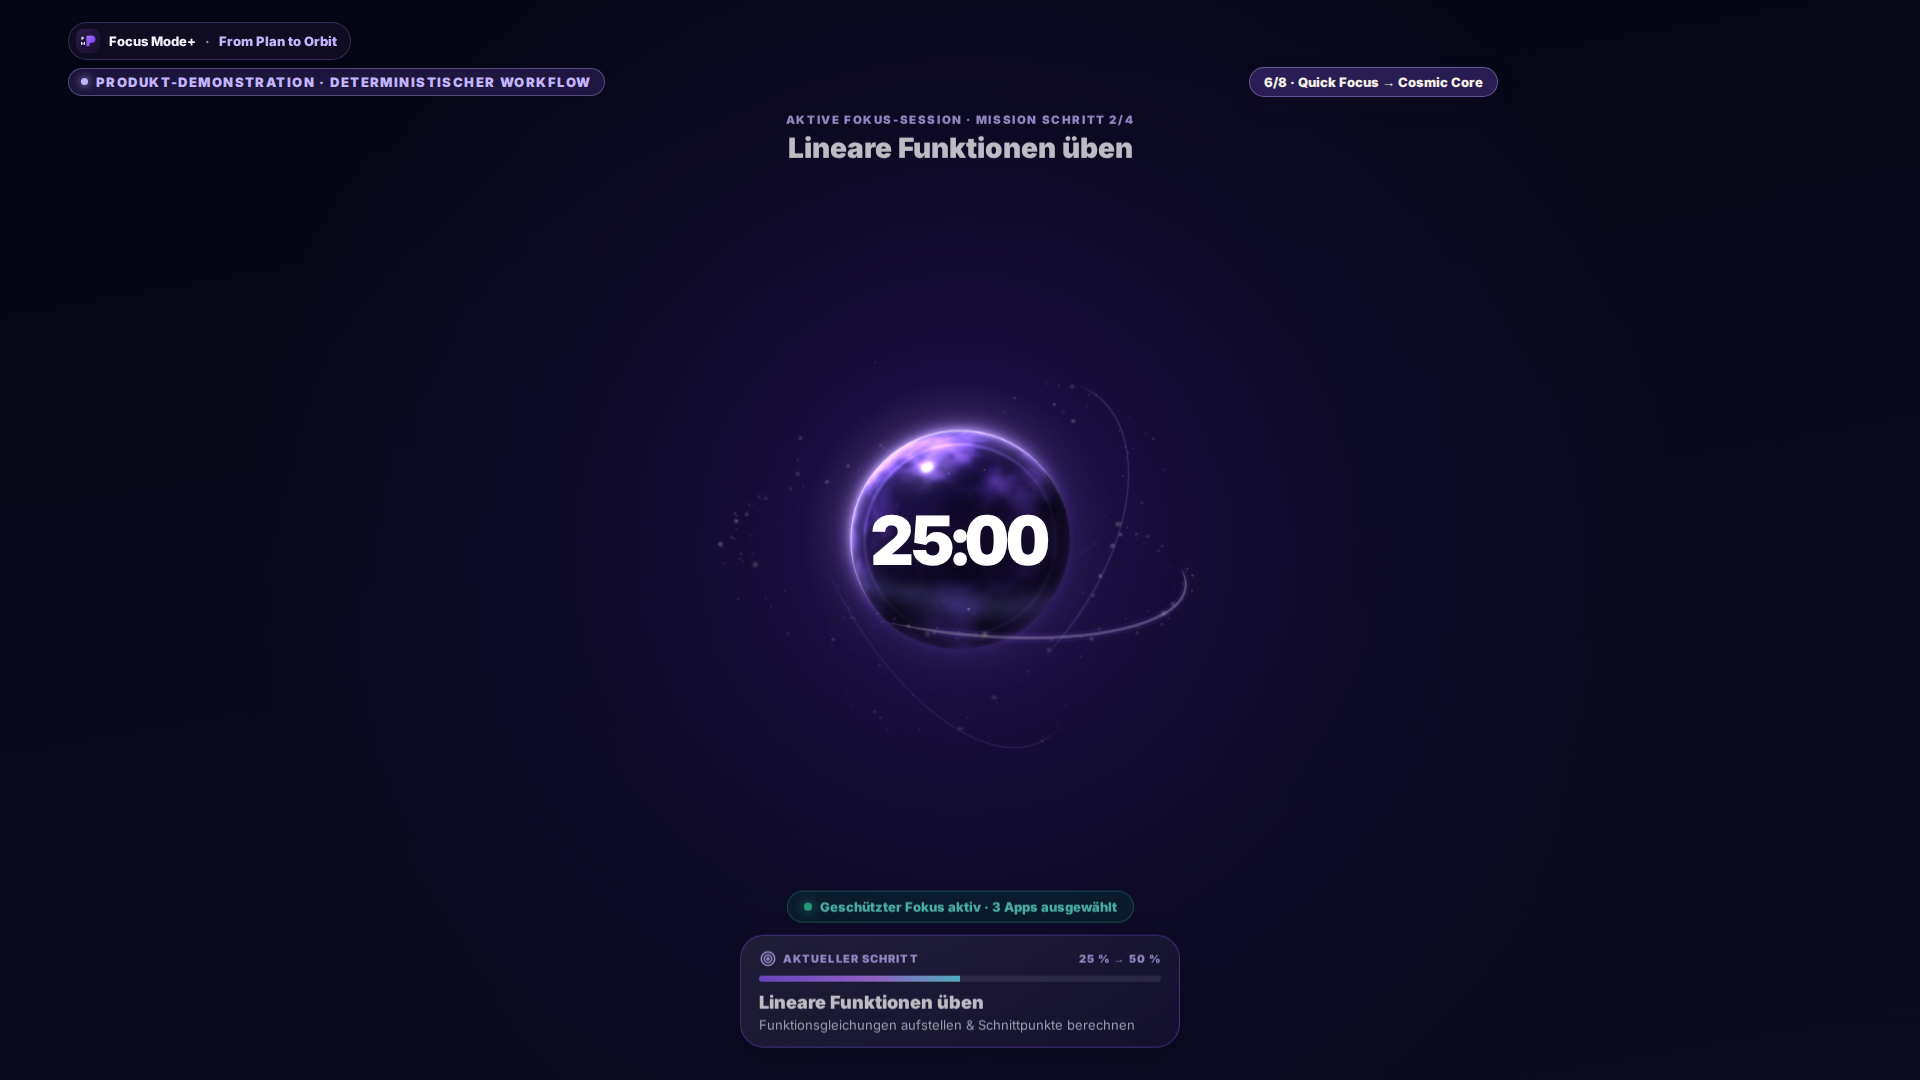 Focus Mode+ · From Plan to Orbit
PRODUKT-DEMONSTRATION · DETERMINISTISCHER WORKFLOW
6/8 · Quick Focus → Cosmic Core
AKTIVE FOKUS-SESSION · MISSION SCHRITT 2/4
Lineare Funktionen üben
25:00
Geschützter Fokus aktiv · 3 Apps ausgewählt
AKTUELLER SCHRITT 25 % → 50 %
Lineare Funktionen üben
Funktionsgleichungen aufstellen & Schnittpunkte berechnen